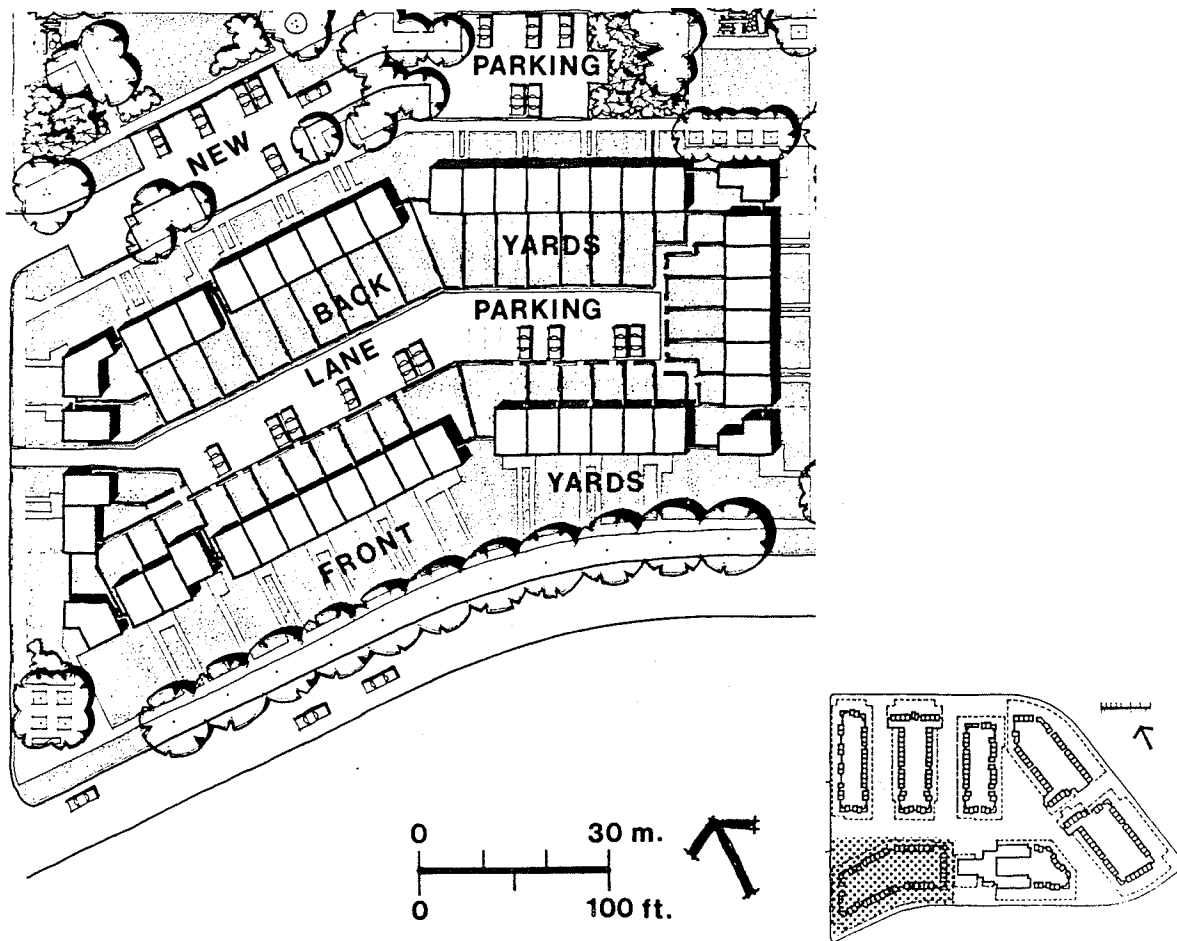 PARKING
NEW
YARDS
BACK
PARKING
LANE
YARDS
FRONT
0 30 m.
0 100 ft.